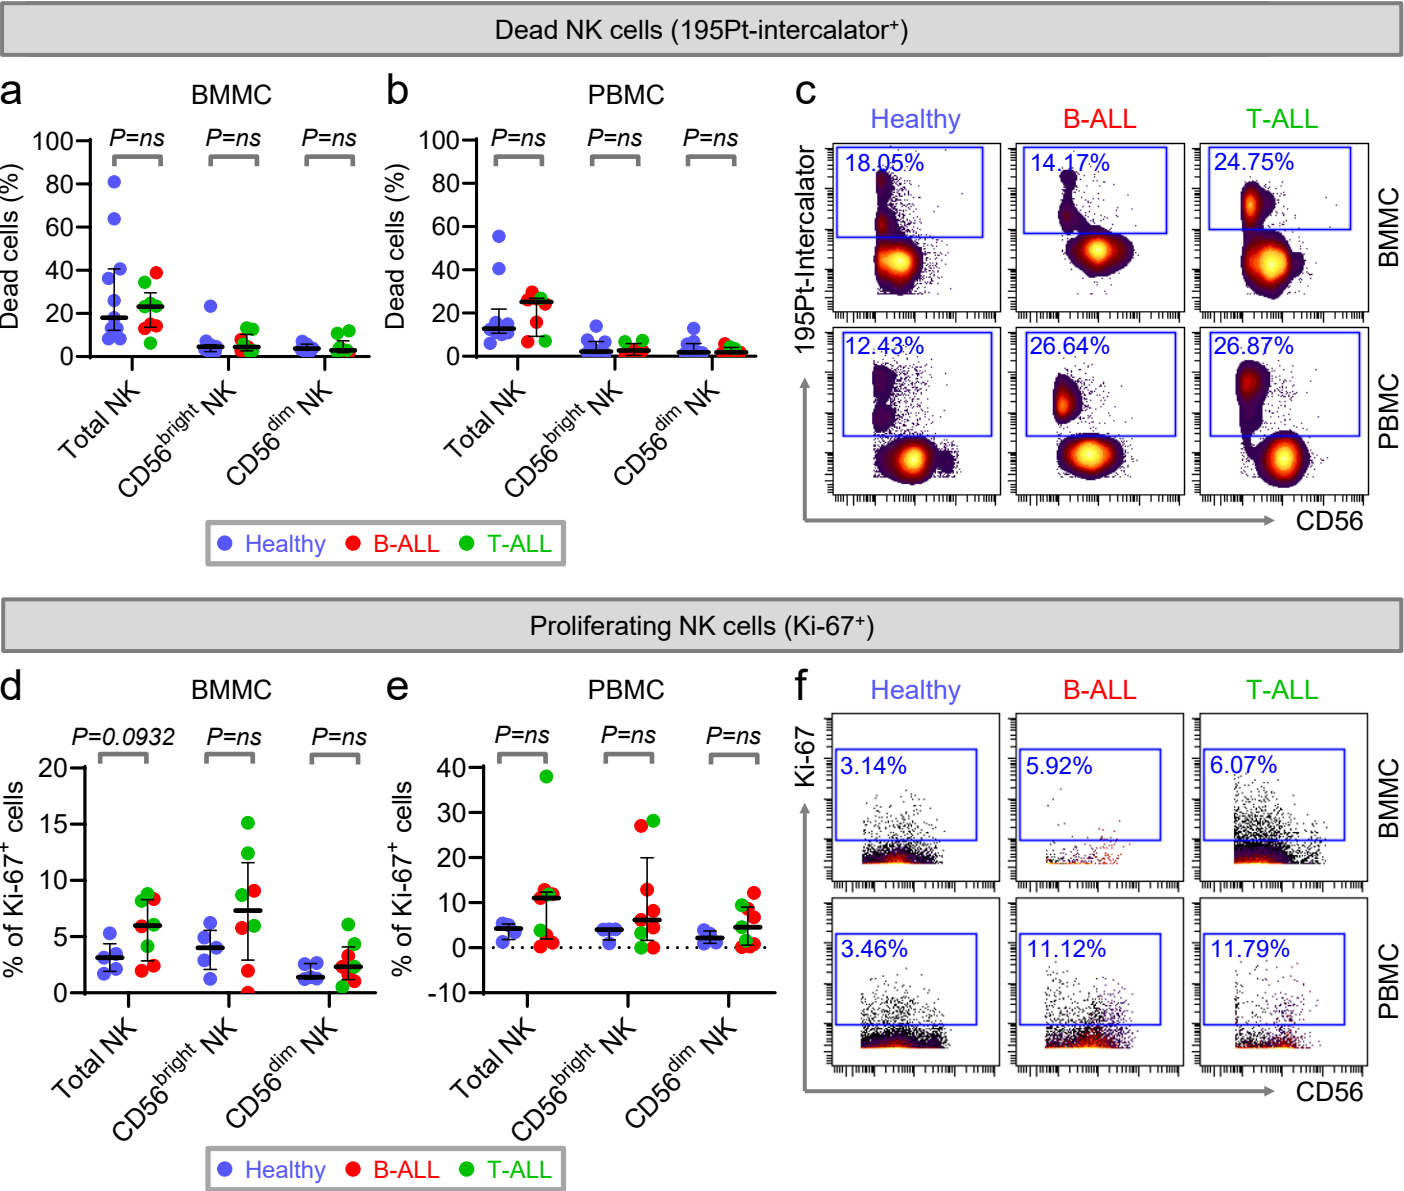 Dead NK cells (195Pt-intercalator⁺)
a
BMMC
Dead cells (%)
100
80
60
40
20
0
P=ns
P=ns
P=ns
Total NK
CD56bright NK
CD56dim NK
b
PBMC
Dead cells (%)
100
80
60
40
20
0
P=ns
P=ns
P=ns
Total NK
CD56bright NK
CD56dim NK
Healthy B-ALL T-ALL
c
Healthy B-ALL T-ALL
195Pt-Intercalator
18.05% 14.17% 24.75%
BMMC
12.43% 26.64% 26.87%
PBMC
CD56
Proliferating NK cells (Ki-67⁺)
d
BMMC
% of Ki-67⁺ cells
20
15
10
5
0
P=0.0932
P=ns
P=ns
Total NK
CD56bright NK
CD56dim NK
e
PBMC
% of Ki-67⁺ cells
40
30
20
10
0
-10
P=ns
P=ns
P=ns
Total NK
CD56bright NK
CD56dim NK
Healthy B-ALL T-ALL
f
Healthy B-ALL T-ALL
Ki-67
3.14% 5.92% 6.07%
BMMC
3.46% 11.12% 11.79%
PBMC
CD56